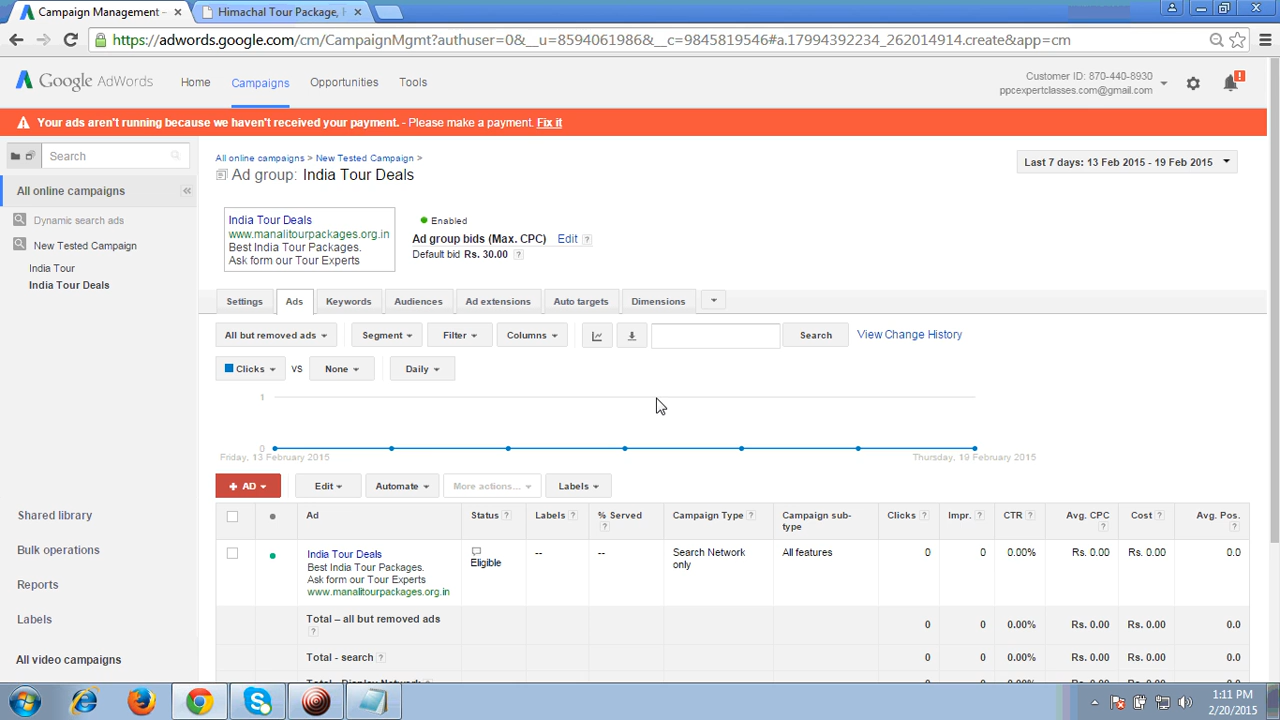 Campaign Management -
Himachal Tour Package, H
https://adwords.google.com/cm/CampaignMgmt?authuser=0&__u=8594061986&__c=9845819546#a.17994392234_262014914.create&app=cm
Google AdWords
Home
Campaigns
Opportunities
Tools
Customer ID: 870-440-8930
ppcexpertclasses.com@gmail.com
Your ads aren't running because we haven't received your payment. - Please make a payment. Fix it
Search
All online campaigns > New Tested Campaign >
Last 7 days: 13 Feb 2015 - 19 Feb 2015
Ad group: India Tour Deals
All online campaigns
Dynamic search ads
New Tested Campaign
India Tour
India Tour Deals
India Tour Deals
www.manalitourpackages.org.in
Best India Tour Packages.
Ask form our Tour Experts
Enabled
Ad group bids (Max. CPC) Edit ?
Default bid Rs. 30.00 ?
Settings
Ads
Keywords
Audiences
Ad extensions
Auto targets
Dimensions
All but removed ads
Segment
Filter
Columns
Search
View Change History
Clicks
VS
None
Daily
1
0
Friday, 13 February 2015
Thursday, 19 February 2015
+ AD
Edit
Automate
More actions...
Labels
Ad
Status ?
Labels ?
% Served ?
Campaign Type ?
Campaign sub-type
Clicks ?
Impr. ?
CTR ?
Avg. CPC ?
Cost ?
Avg. Pos. ?
India Tour Deals
Best India Tour Packages.
Ask form our Tour Experts
www.manalitourpackages.org.in
Eligible
--
--
Search Network only
All features
0
0
0.00%
Rs. 0.00
Rs. 0.00
0.0
Total – all but removed ads ?
0
0
0.00%
Rs. 0.00
Rs. 0.00
0.0
Total - search ?
0
0
0.00%
Rs. 0.00
Rs. 0.00
0.0
Total - Display Network ?
Shared library
Bulk operations
Reports
Labels
All video campaigns
1:11 PM
2/20/2015